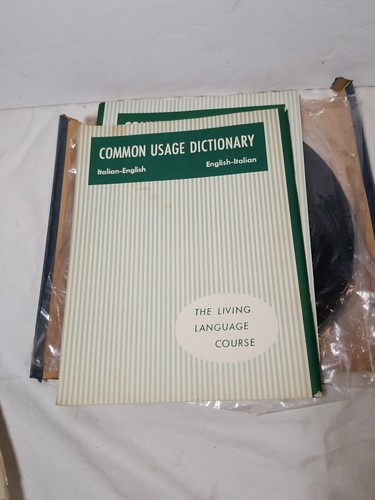 COMMON USAGE DICTIONARY
Italian-English English-Italian
THE LIVING
LANGUAGE
COURSE